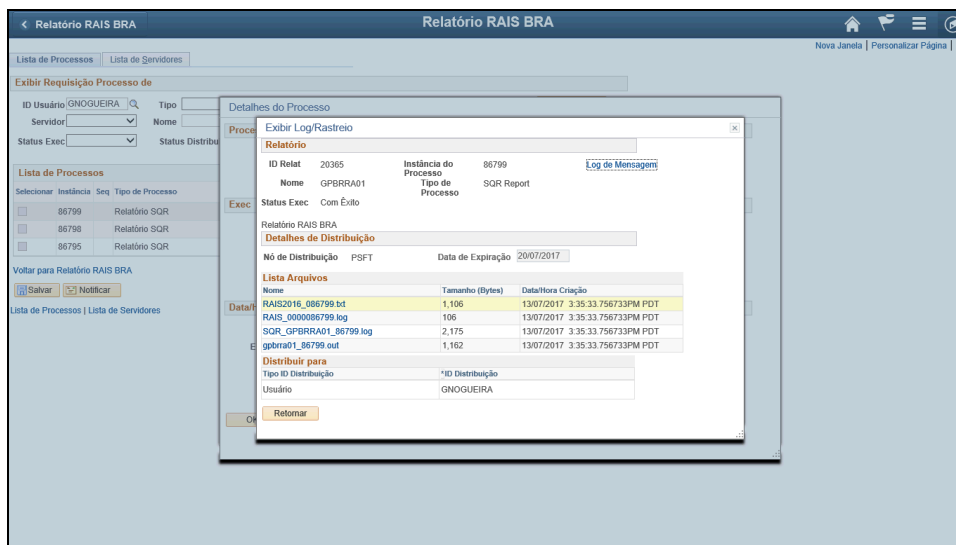 Relatório RAIS BRA
Relatório RAIS BRA
Nova Janela | Personalizar Página |
Lista de Processos
Lista de Servidores
Exibir Requisição Processo de
ID Usuário GNOGUEIRA Tipo
Servidor Nome
Status Exec Status Distribu
Lista de Processos
Selecionar Instância Seq Tipo de Processo
86799 Relatório SQR
86798 Relatório SQR
86795 Relatório SQR
Voltar para Relatório RAIS BRA
Salvar Notificar
Lista de Processos | Lista de Servidores
Detalhes do Processo
Proce
Exec
Data/H
E
OK
Exibir Log/Rastreio
Relatório
ID Relat 20365 Instância do Processo 86799 Log de Mensagem
Nome GPBRRA01 Tipo de Processo SQR Report
Status Exec Com Êxito
Relatório RAIS BRA
Detalhes de Distribuição
Nó de Distribuição PSFT Data de Expiração 20/07/2017
Lista Arquivos
Nome Tamanho (Bytes) Data/Hora Criação
RAIS2016_086799.txt 1,106 13/07/2017 3:35:33.756733PM PDT
RAIS_0000086799.log 106 13/07/2017 3:35:33.756733PM PDT
SQR_GPBRRA01_86799.log 2,175 13/07/2017 3:35:33.756733PM PDT
gpbrra01_86799.out 1,162 13/07/2017 3:35:33.756733PM PDT
Distribuir para
Tipo ID Distribuição *ID Distribuição
Usuário GNOGUEIRA
Retornar